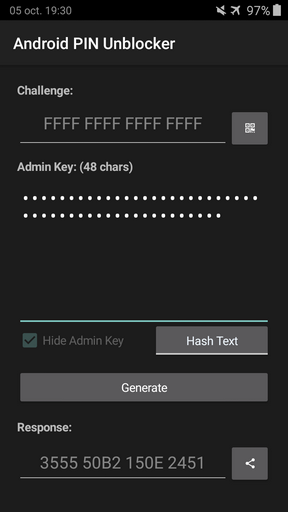 05 oct. 19:30
97%
Android PIN Unblocker
Challenge:
FFFF FFFF FFFF FFFF
Admin Key: (48 chars)
Hide Admin Key
Hash Text
Generate
Response:
3555 50B2 150E 2451